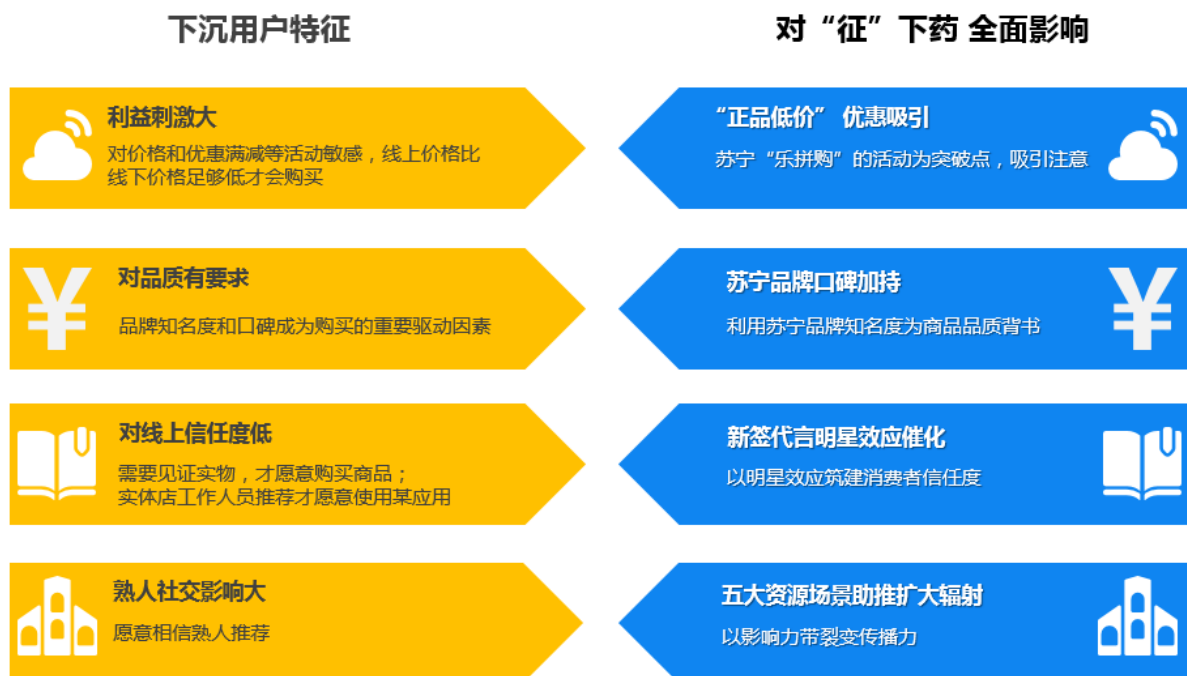 下沉用户特征
对“征”下药 全面影响
利益刺激大
对价格和优惠满减等活动敏感，线上价格比
线下价格足够低才会购买
“正品低价” 优惠吸引
苏宁“乐拼购”的活动为突破点，吸引注意
对品质有要求
品牌知名度和口碑成为购买的重要驱动因素
苏宁品牌口碑加持
利用苏宁品牌知名度为商品品质背书
对线上信任度低
需要见证实物，才愿意购买商品；
实体店工作人员推荐才愿意使用某应用
新签代言明星效应催化
以明星效应筑建消费者信任度
熟人社交影响大
愿意相信熟人推荐
五大资源场景助推扩大辐射
以影响力带裂变传播力